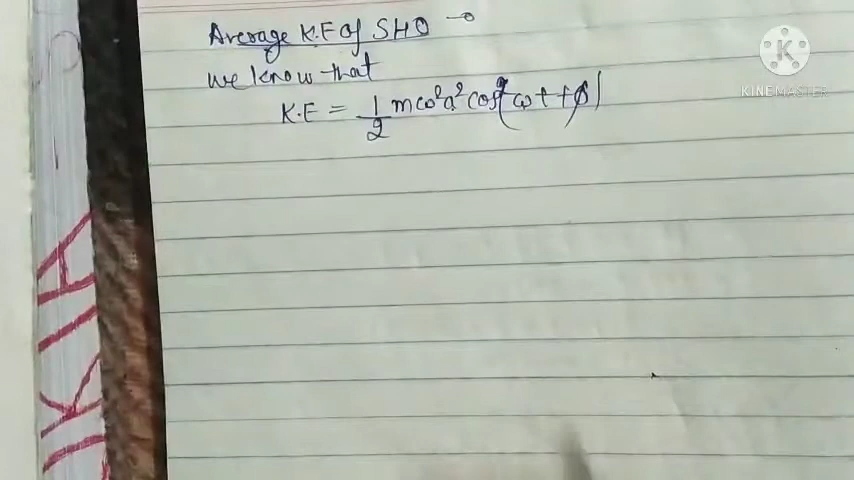 Average K.E of SHO →
we know that
K.E = 1/2 mω²a² cos²(ωt+φ)
K
KINEMASTER